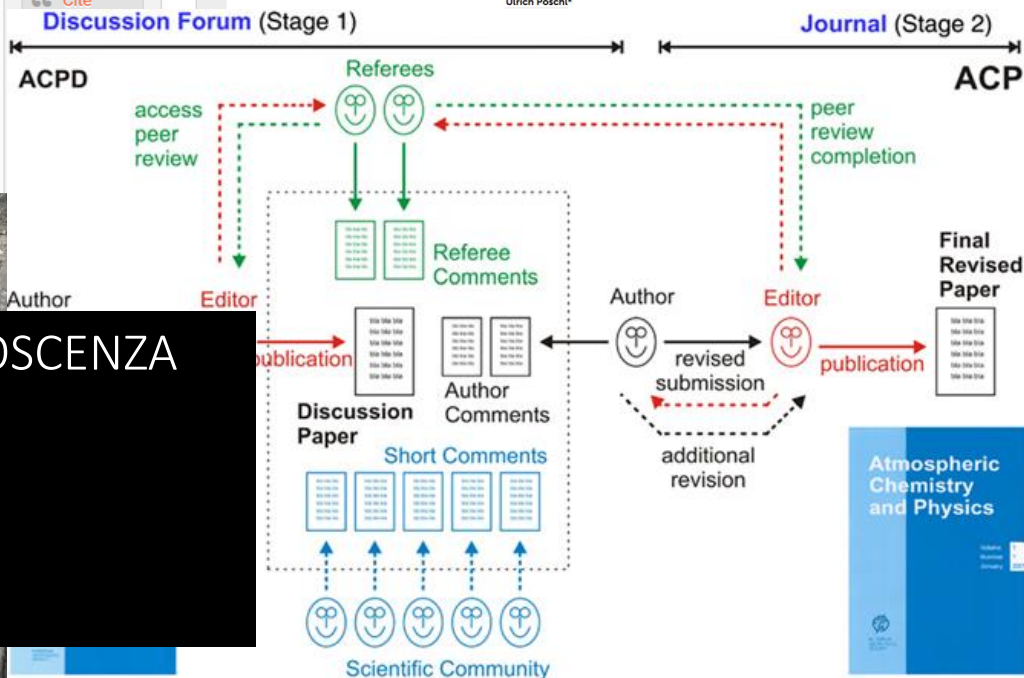 Cite
Ulrich Pöschl*
Discussion Forum (Stage 1)
Journal (Stage 2)
ACPD
ACP
Referees
access
peer
review
peer
review
completion
Referee
Comments
Final
Revised
Paper
Author
Editor
Author
Editor
OSCENZA
publication
revised
submission
publication
Author
Comments
Discussion
Paper
Short Comments
additional
revision
Atmospheric
Chemistry
and Physics
Scientific Community